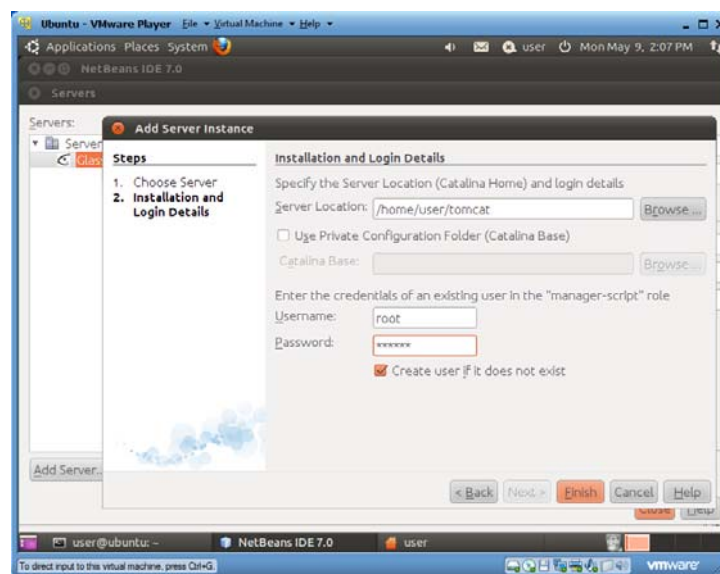 Ubuntu - VMware Player File Virtual Machine Help
Applications Places System user Mon May 9, 2:07 PM
NetBeans IDE 7.0
Servers
Servers:
Server
Glas
Add Server Instance
Steps
1. Choose Server
2. Installation and
Login Details
Installation and Login Details
Specify the Server Location (Catalina Home) and login details
Server Location: /home/user/tomcat Browse ...
Use Private Configuration Folder (Catalina Base)
Catalina Base: Browse...
Enter the credentials of an existing user in the "manager-script" role
Username: root
Password: ******
Create user if it does not exist
Add Server..
< Back Next > Finish Cancel Help
Close Help
user@ubuntu: ~ NetBeans IDE 7.0 user
To direct input to this virtual machine, press Ctrl+G. vmware